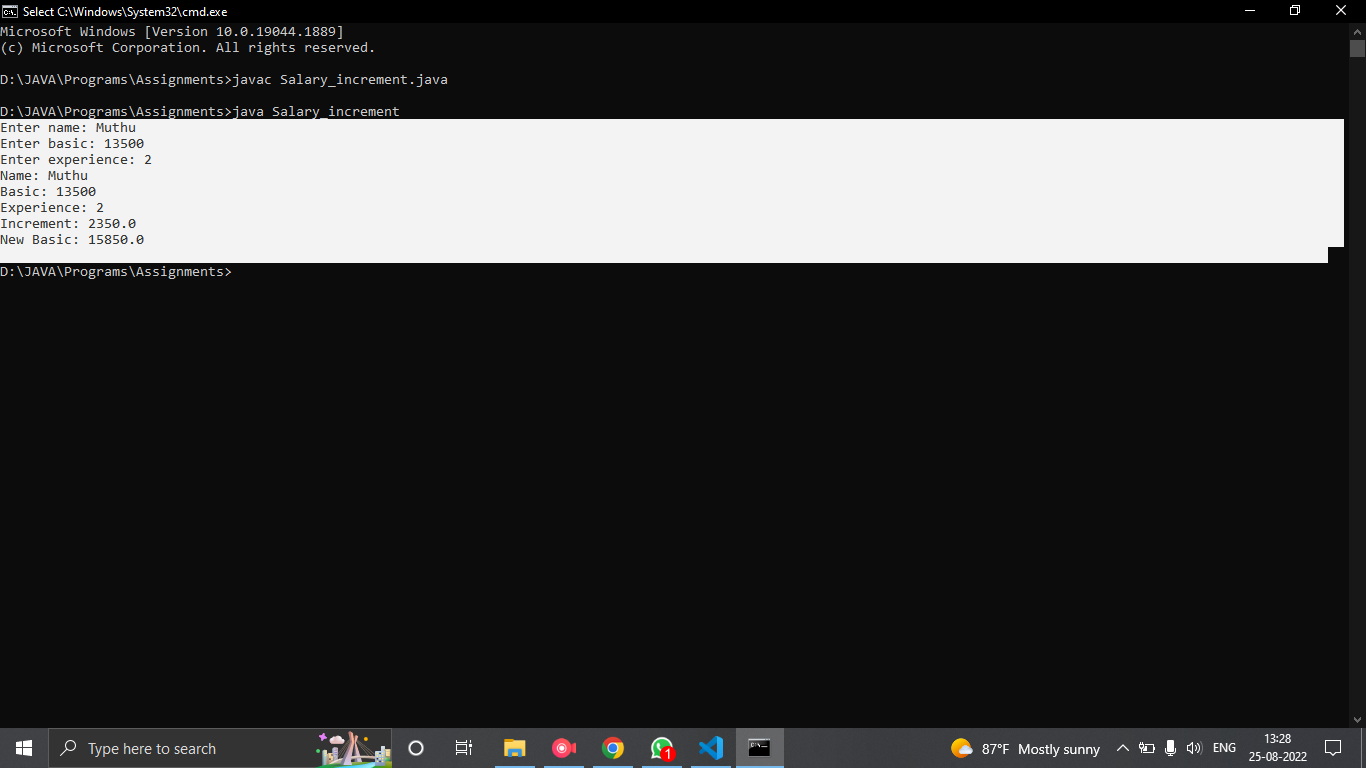 Select C:\Windows\System32\cmd.exe
Microsoft Windows [Version 10.0.19044.1889]
(c) Microsoft Corporation. All rights reserved.
D:\JAVA\Programs\Assignments>javac Salary_increment.java
D:\JAVA\Programs\Assignments>java Salary_increment
Enter name: Muthu
Enter basic: 13500
Enter experience: 2
Name: Muthu
Basic: 13500
Experience: 2
Increment: 2350.0
New Basic: 15850.0
D:\JAVA\Programs\Assignments>
Type here to search
1
87°F Mostly sunny
ENG
13:28
25-08-2022